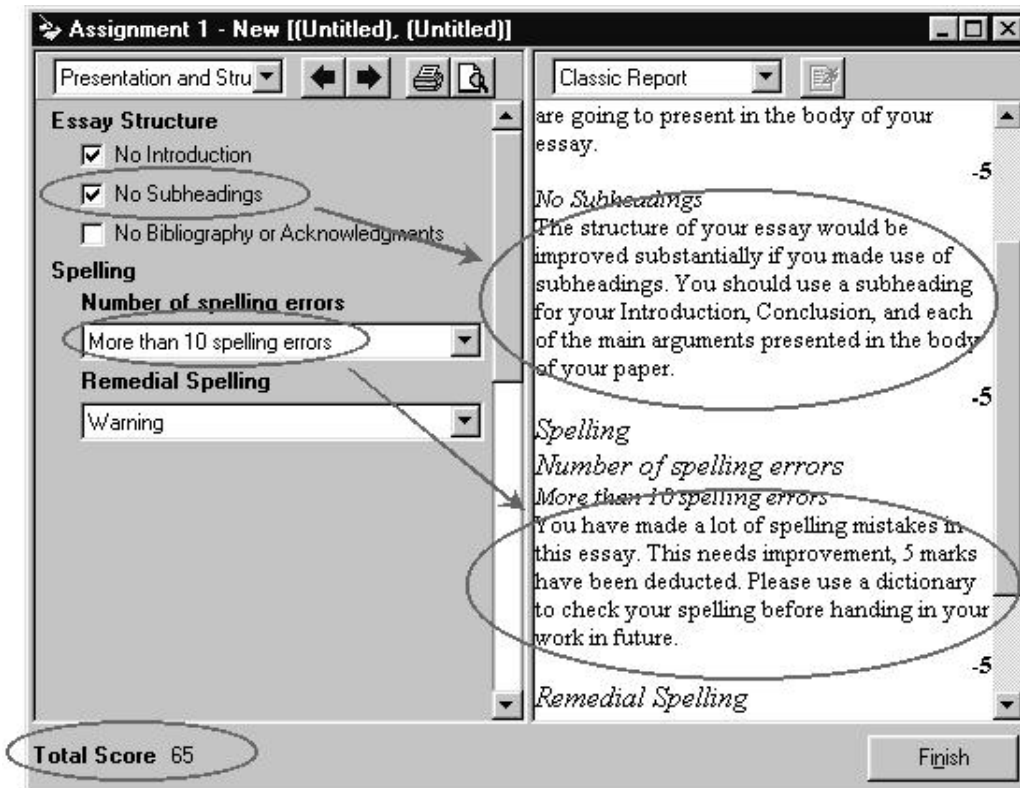 Assignment 1 - New [(Untitled), (Untitled)]
Presentation and Stru
Essay Structure
No Introduction
No Subheadings
No Bibliography or Acknowledgments
Spelling
Number of spelling errors
More than 10 spelling errors
Remedial Spelling
Warning
Classic Report
are going to present in the body of your
essay.
-5
No Subheadings
The structure of your essay would be
improved substantially if you made use of
subheadings. You should use a subheading
for your Introduction, Conclusion, and each
of the main arguments presented in the body
of your paper.
-5
Spelling
Number of spelling errors
More than 10 spelling errors
You have made a lot of spelling mistakes in
this essay. This needs improvement, 5 marks
have been deducted. Please use a dictionary
to check your spelling before handing in your
work in future.
-5
Remedial Spelling
Total Score 65
Finish